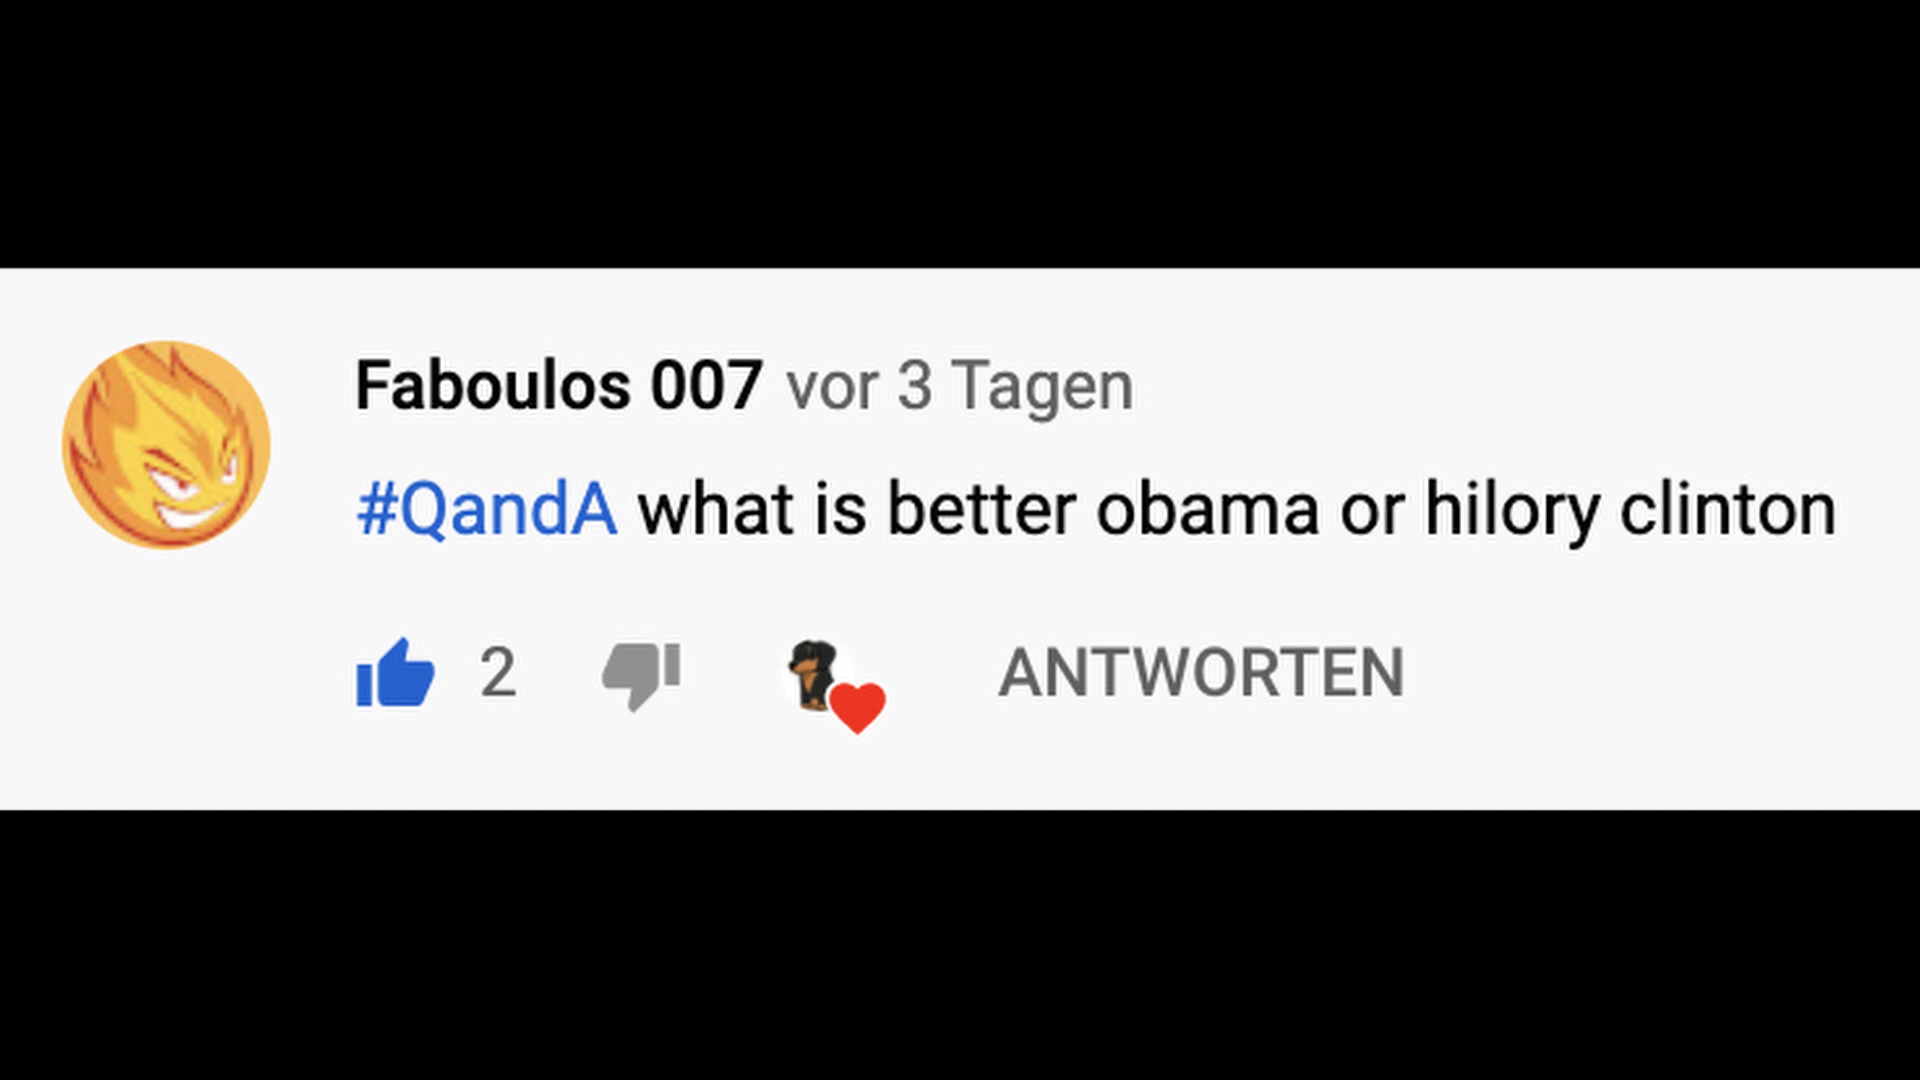 Faboulos 007 vor 3 Tagen
#QandA what is better obama or hilory clinton
2 ANTWORTEN